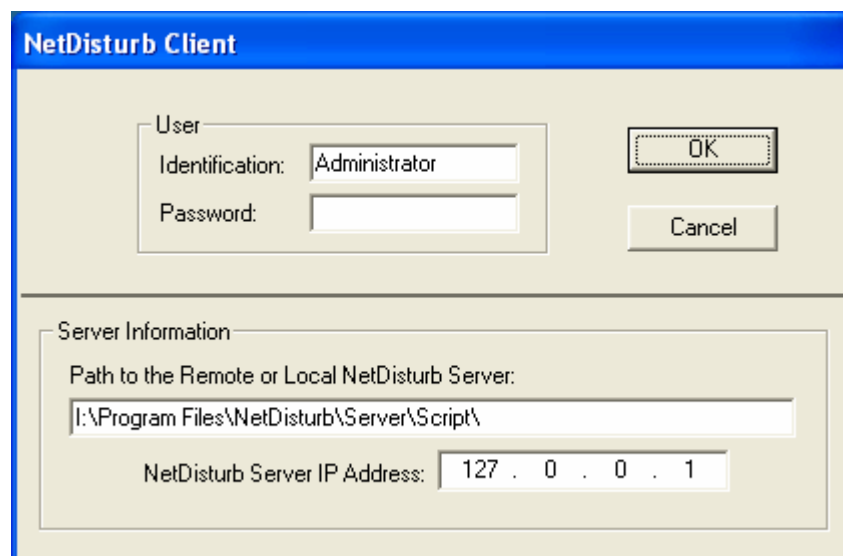 NetDisturb Client
User
Identification: Administrator
OK
Password:
Cancel
Server Information
Path to the Remote or Local NetDisturb Server:
I:\Program Files\NetDisturb\Server\Script\
NetDisturb Server IP Address: 127 . 0 . 0 . 1